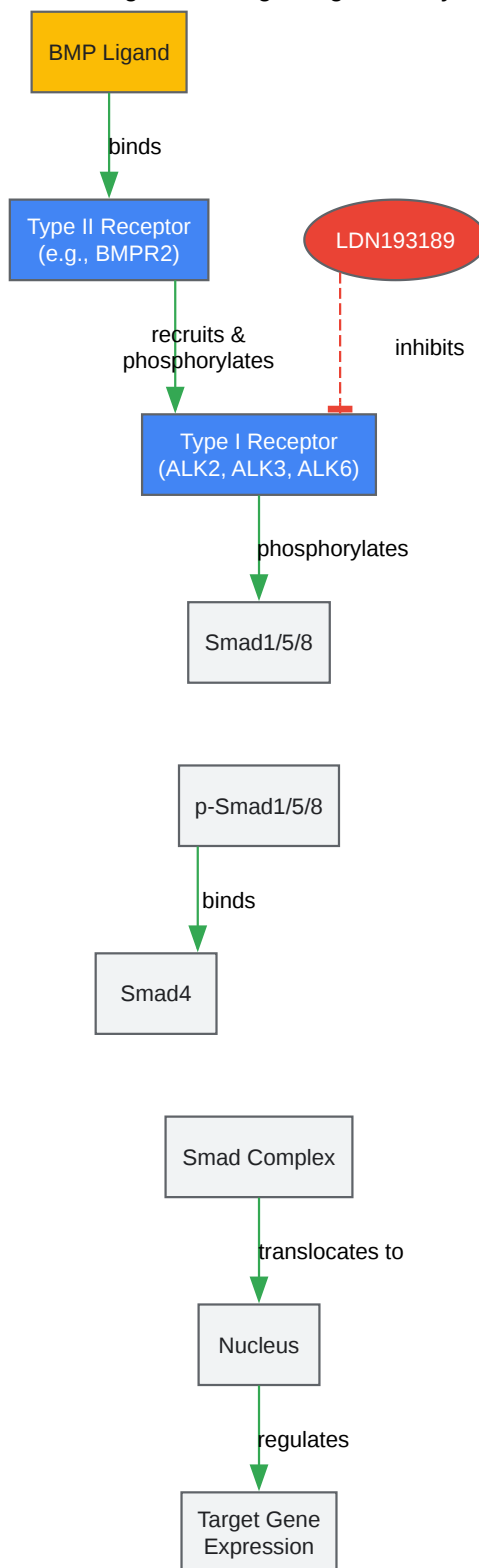 BMP Ligand
binds
Type II Receptor
(e.g., BMPR2)
LDN193189
recruits &
phosphorylates
inhibits
Type I Receptor
(ALK2, ALK3, ALK6)
phosphorylates
Smad1/5/8
p-Smad1/5/8
binds
Smad4
Smad Complex
translocates to
Nucleus
regulates
Target Gene
Expression